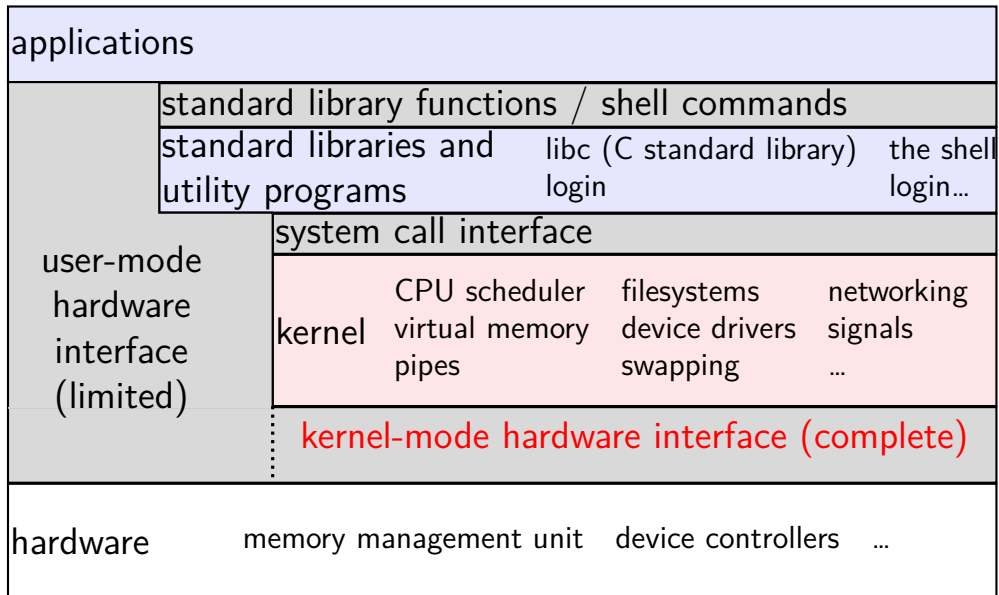 applications
standard library functions / shell commands
standard libraries and
utility programs
libc (C standard library)
login
the shell
login…
system call interface
user-mode
hardware
interface
(limited)
kernel
CPU scheduler
virtual memory
pipes
filesystems
device drivers
swapping
networking
signals
…
kernel-mode hardware interface (complete)
hardware
memory management unit
device controllers
…